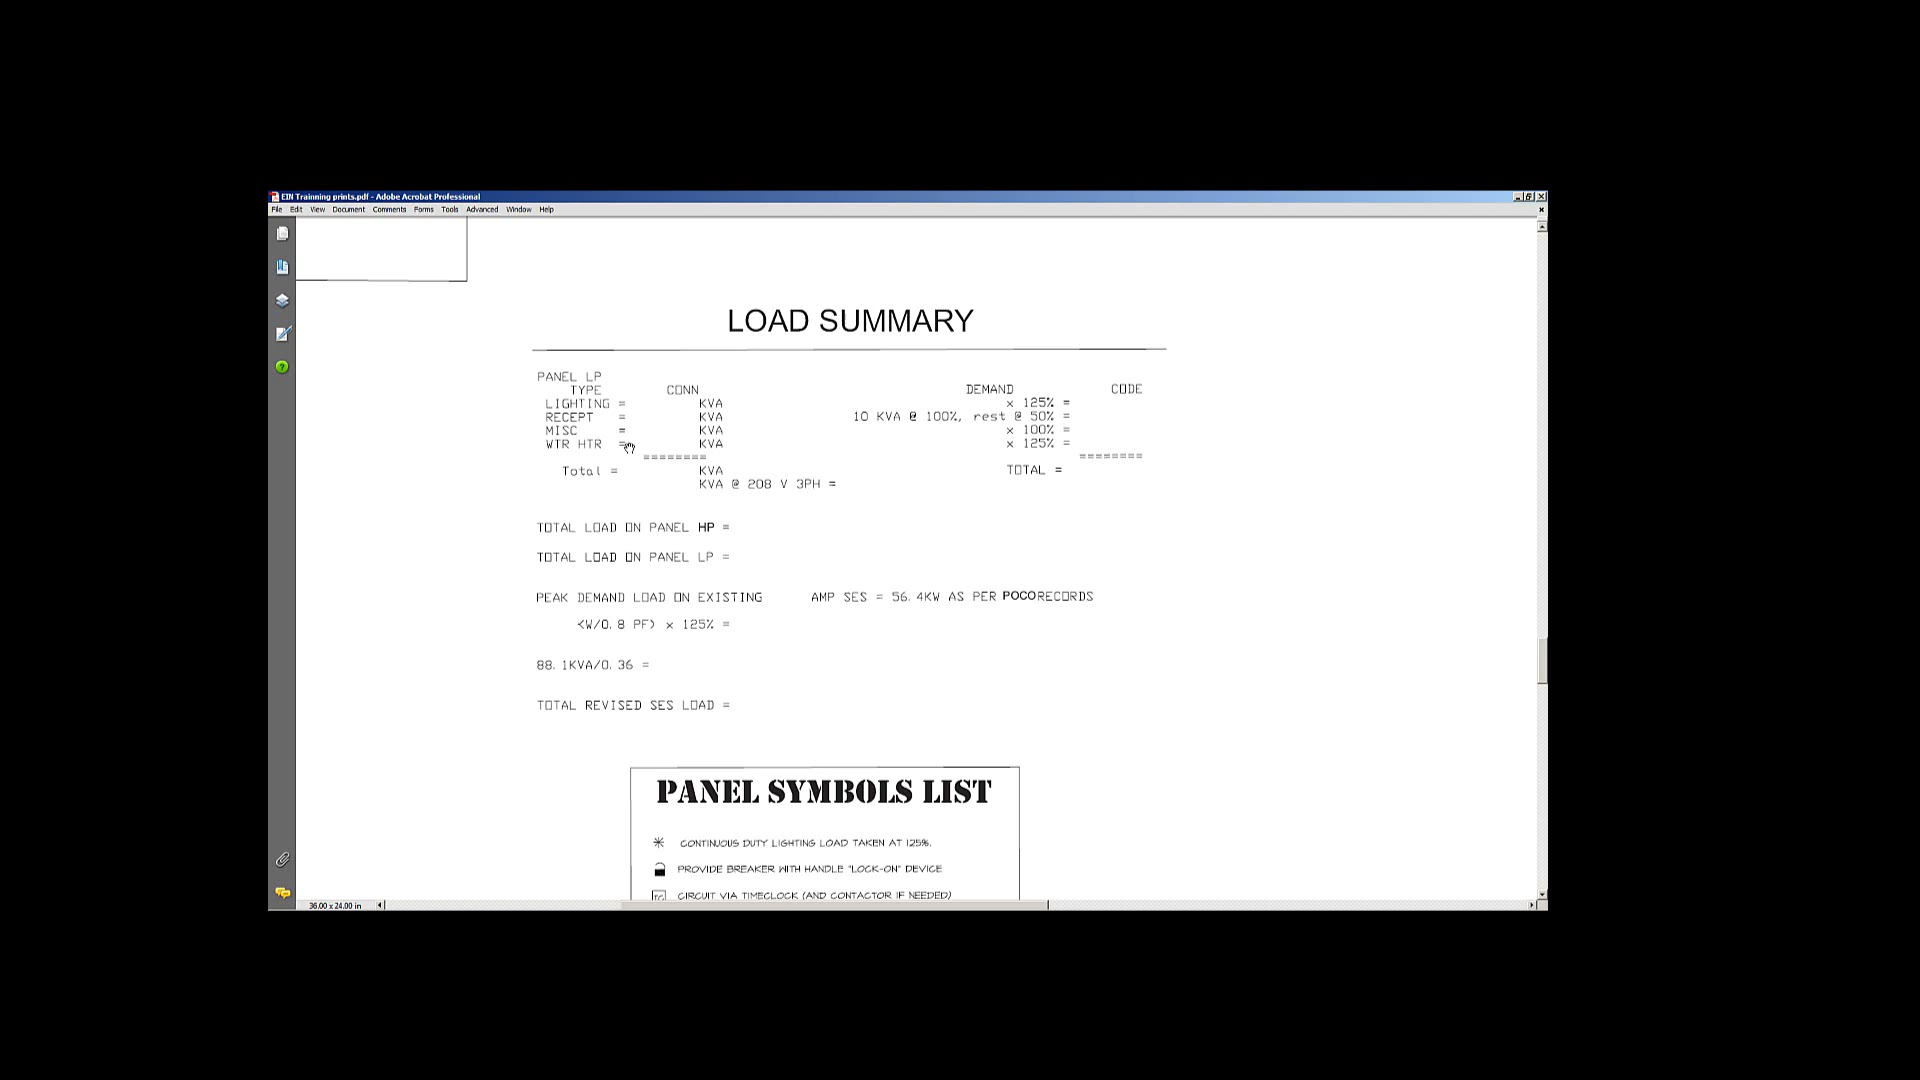 EIN Trainning prints.pdf - Adobe Acrobat Professional
File Edit View Document Comments Forms Tools Advanced Window Help
LOAD SUMMARY
PANEL LP
TYPE CONN DEMAND CODE
LIGHTING = KVA x 125% =
RECEPT = KVA 10 KVA @ 100%, rest @ 50% =
MISC = KVA x 100% =
WTR HTR = KVA x 125% =
======== ========
Total = KVA TOTAL =
KVA @ 208 V 3PH =
TOTAL LOAD ON PANEL HP =
TOTAL LOAD ON PANEL LP =
PEAK DEMAND LOAD ON EXISTING AMP SES = 56.4KW AS PER POCO RECORDS
<W/0.8 PF) x 125% =
88.1KVA/0.36 =
TOTAL REVISED SES LOAD =
PANEL SYMBOLS LIST
CONTINUOUS DUTY LIGHTING LOAD TAKEN AT 125%.
PROVIDE BREAKER WITH HANDLE "LOCK-ON" DEVICE
TC CIRCUIT VIA TIMECLOCK (AND CONTACTOR IF NEEDED)
36.00 x 24.00 in